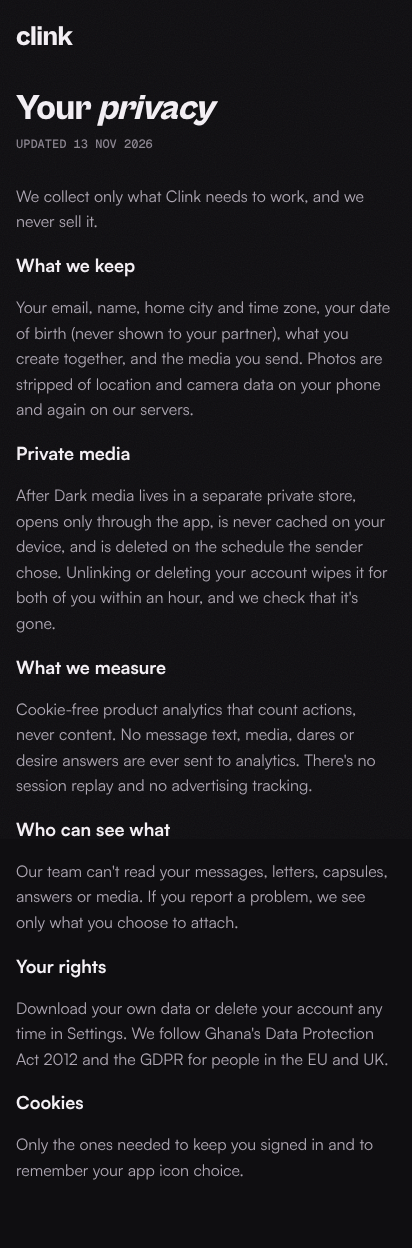 clink
Your privacy
UPDATED 13 NOV 2026
We collect only what Clink needs to work, and we
never sell it.
What we keep
Your email, name, home city and time zone, your date
of birth (never shown to your partner), what you
create together, and the media you send. Photos are
stripped of location and camera data on your phone
and again on our servers.
Private media
After Dark media lives in a separate private store,
opens only through the app, is never cached on your
device, and is deleted on the schedule the sender
chose. Unlinking or deleting your account wipes it for
both of you within an hour, and we check that it's
gone.
What we measure
Cookie-free product analytics that count actions,
never content. No message text, media, dares or
desire answers are ever sent to analytics. There's no
session replay and no advertising tracking.
Who can see what
Our team can't read your messages, letters, capsules,
answers or media. If you report a problem, we see
only what you choose to attach.
Your rights
Download your own data or delete your account any
time in Settings. We follow Ghana's Data Protection
Act 2012 and the GDPR for people in the EU and UK.
Cookies
Only the ones needed to keep you signed in and to
remember your app icon choice.